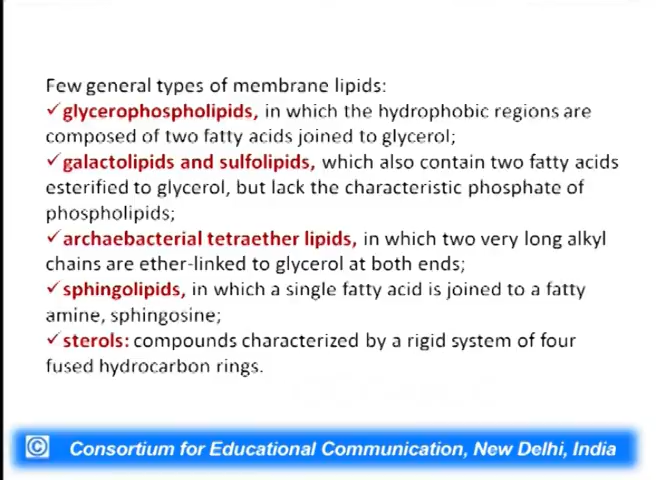 Few general types of membrane lipids:
✓glycerophospholipids, in which the hydrophobic regions are
composed of two fatty acids joined to glycerol;
✓galactolipids and sulfolipids, which also contain two fatty acids
esterified to glycerol, but lack the characteristic phosphate of
phospholipids;
✓archaebacterial tetraether lipids, in which two very long alkyl
chains are ether-linked to glycerol at both ends;
✓sphingolipids, in which a single fatty acid is joined to a fatty
amine, sphingosine;
✓sterols: compounds characterized by a rigid system of four
fused hydrocarbon rings.
© Consortium for Educational Communication, New Delhi, India